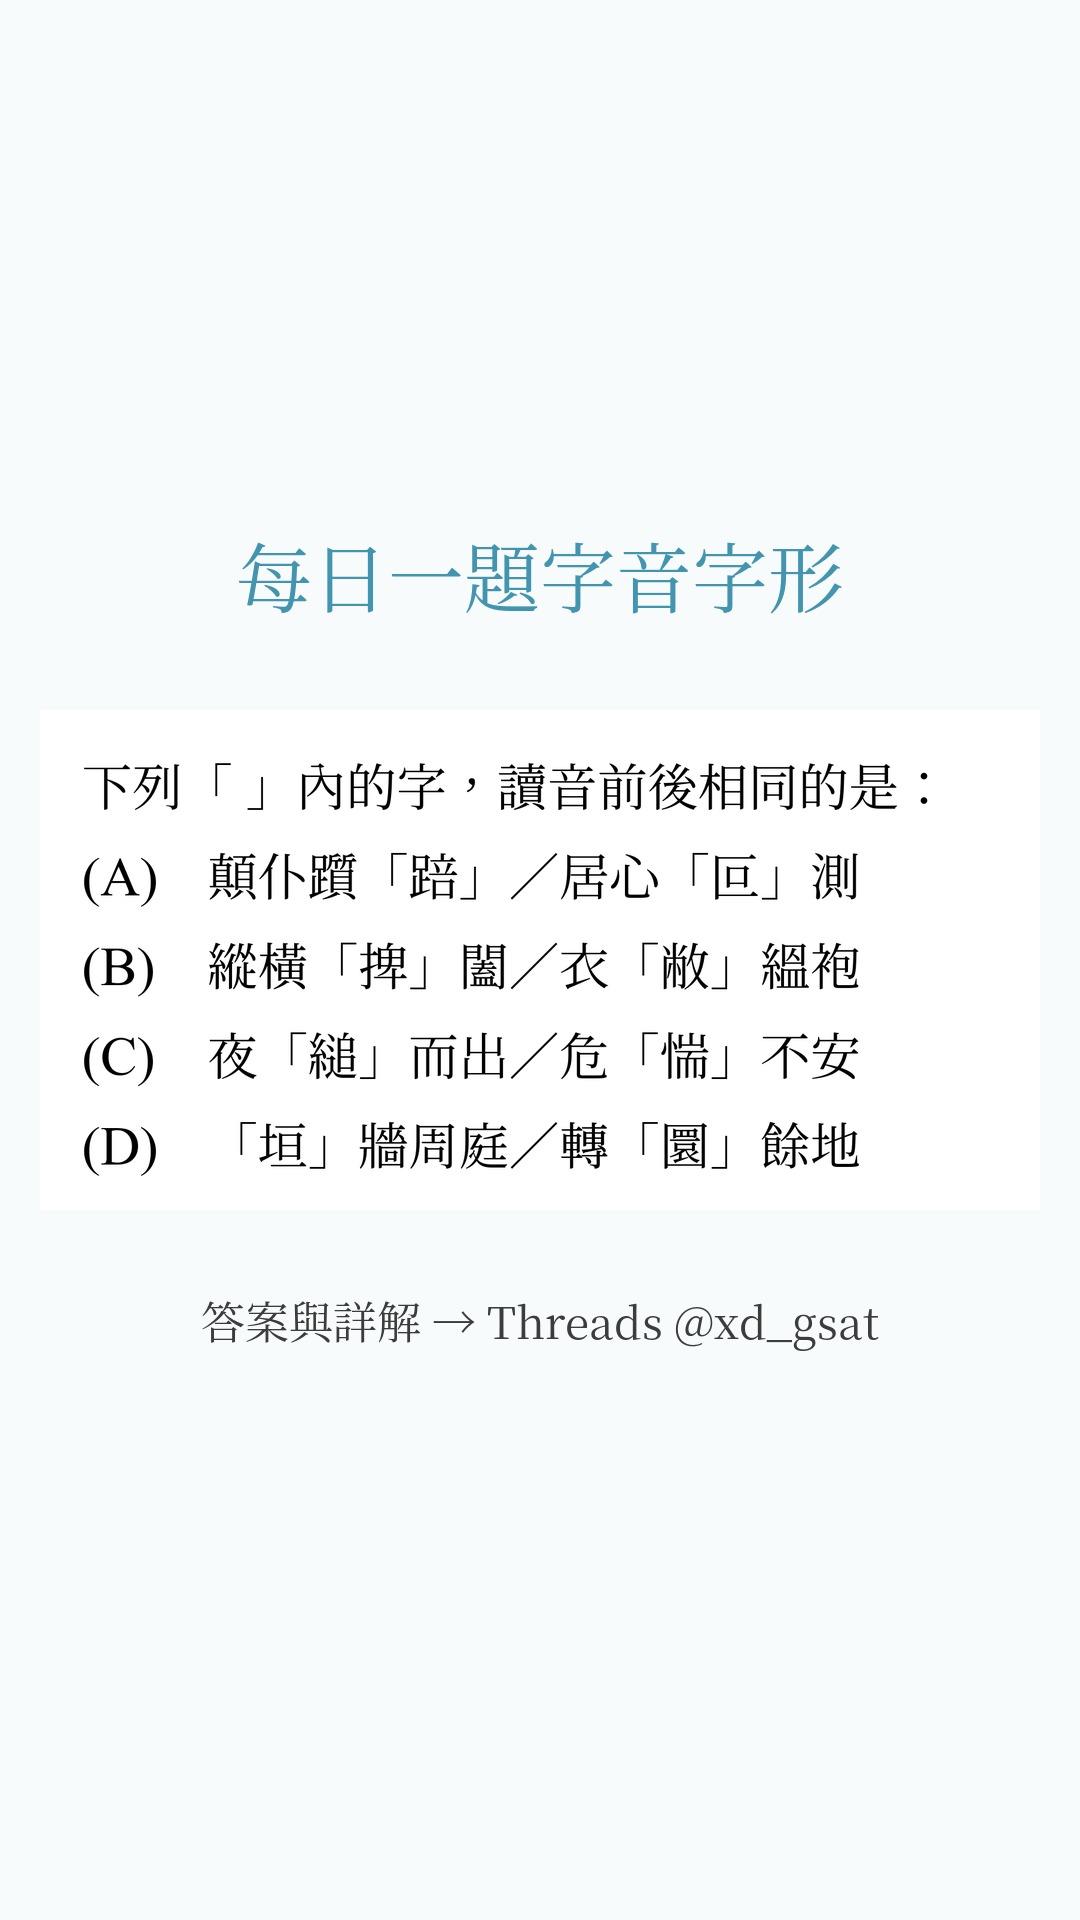 每日一題字音字形
下列「 」內的字，讀音前後相同的是：
(A) 顛仆躓「踣」／居心「叵」測
(B) 縱橫「捭」闔／衣「敝」縕袍
(C) 夜「縋」而出／危「惴」不安
(D) 「垣」牆周庭／轉「圜」餘地
答案與詳解 → Threads @xd_gsat